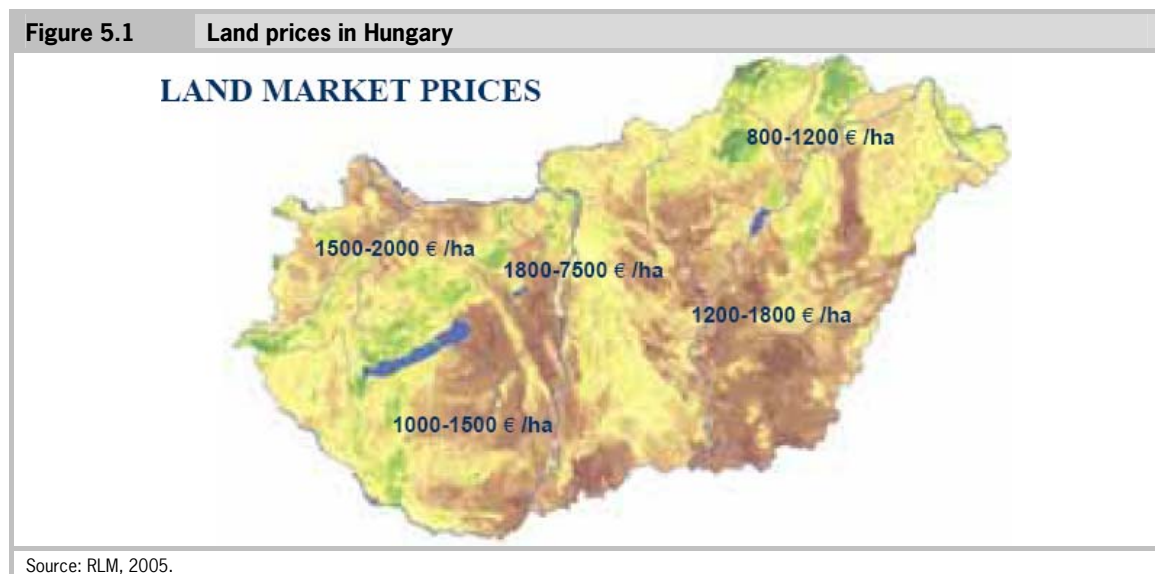 Figure 5.1 Land prices in Hungary
LAND MARKET PRICES
800-1200 € /ha
1500-2000 € /ha
1800-7500 € /ha
1200-1800 € /ha
1000-1500 € /ha
Source: RLM, 2005.